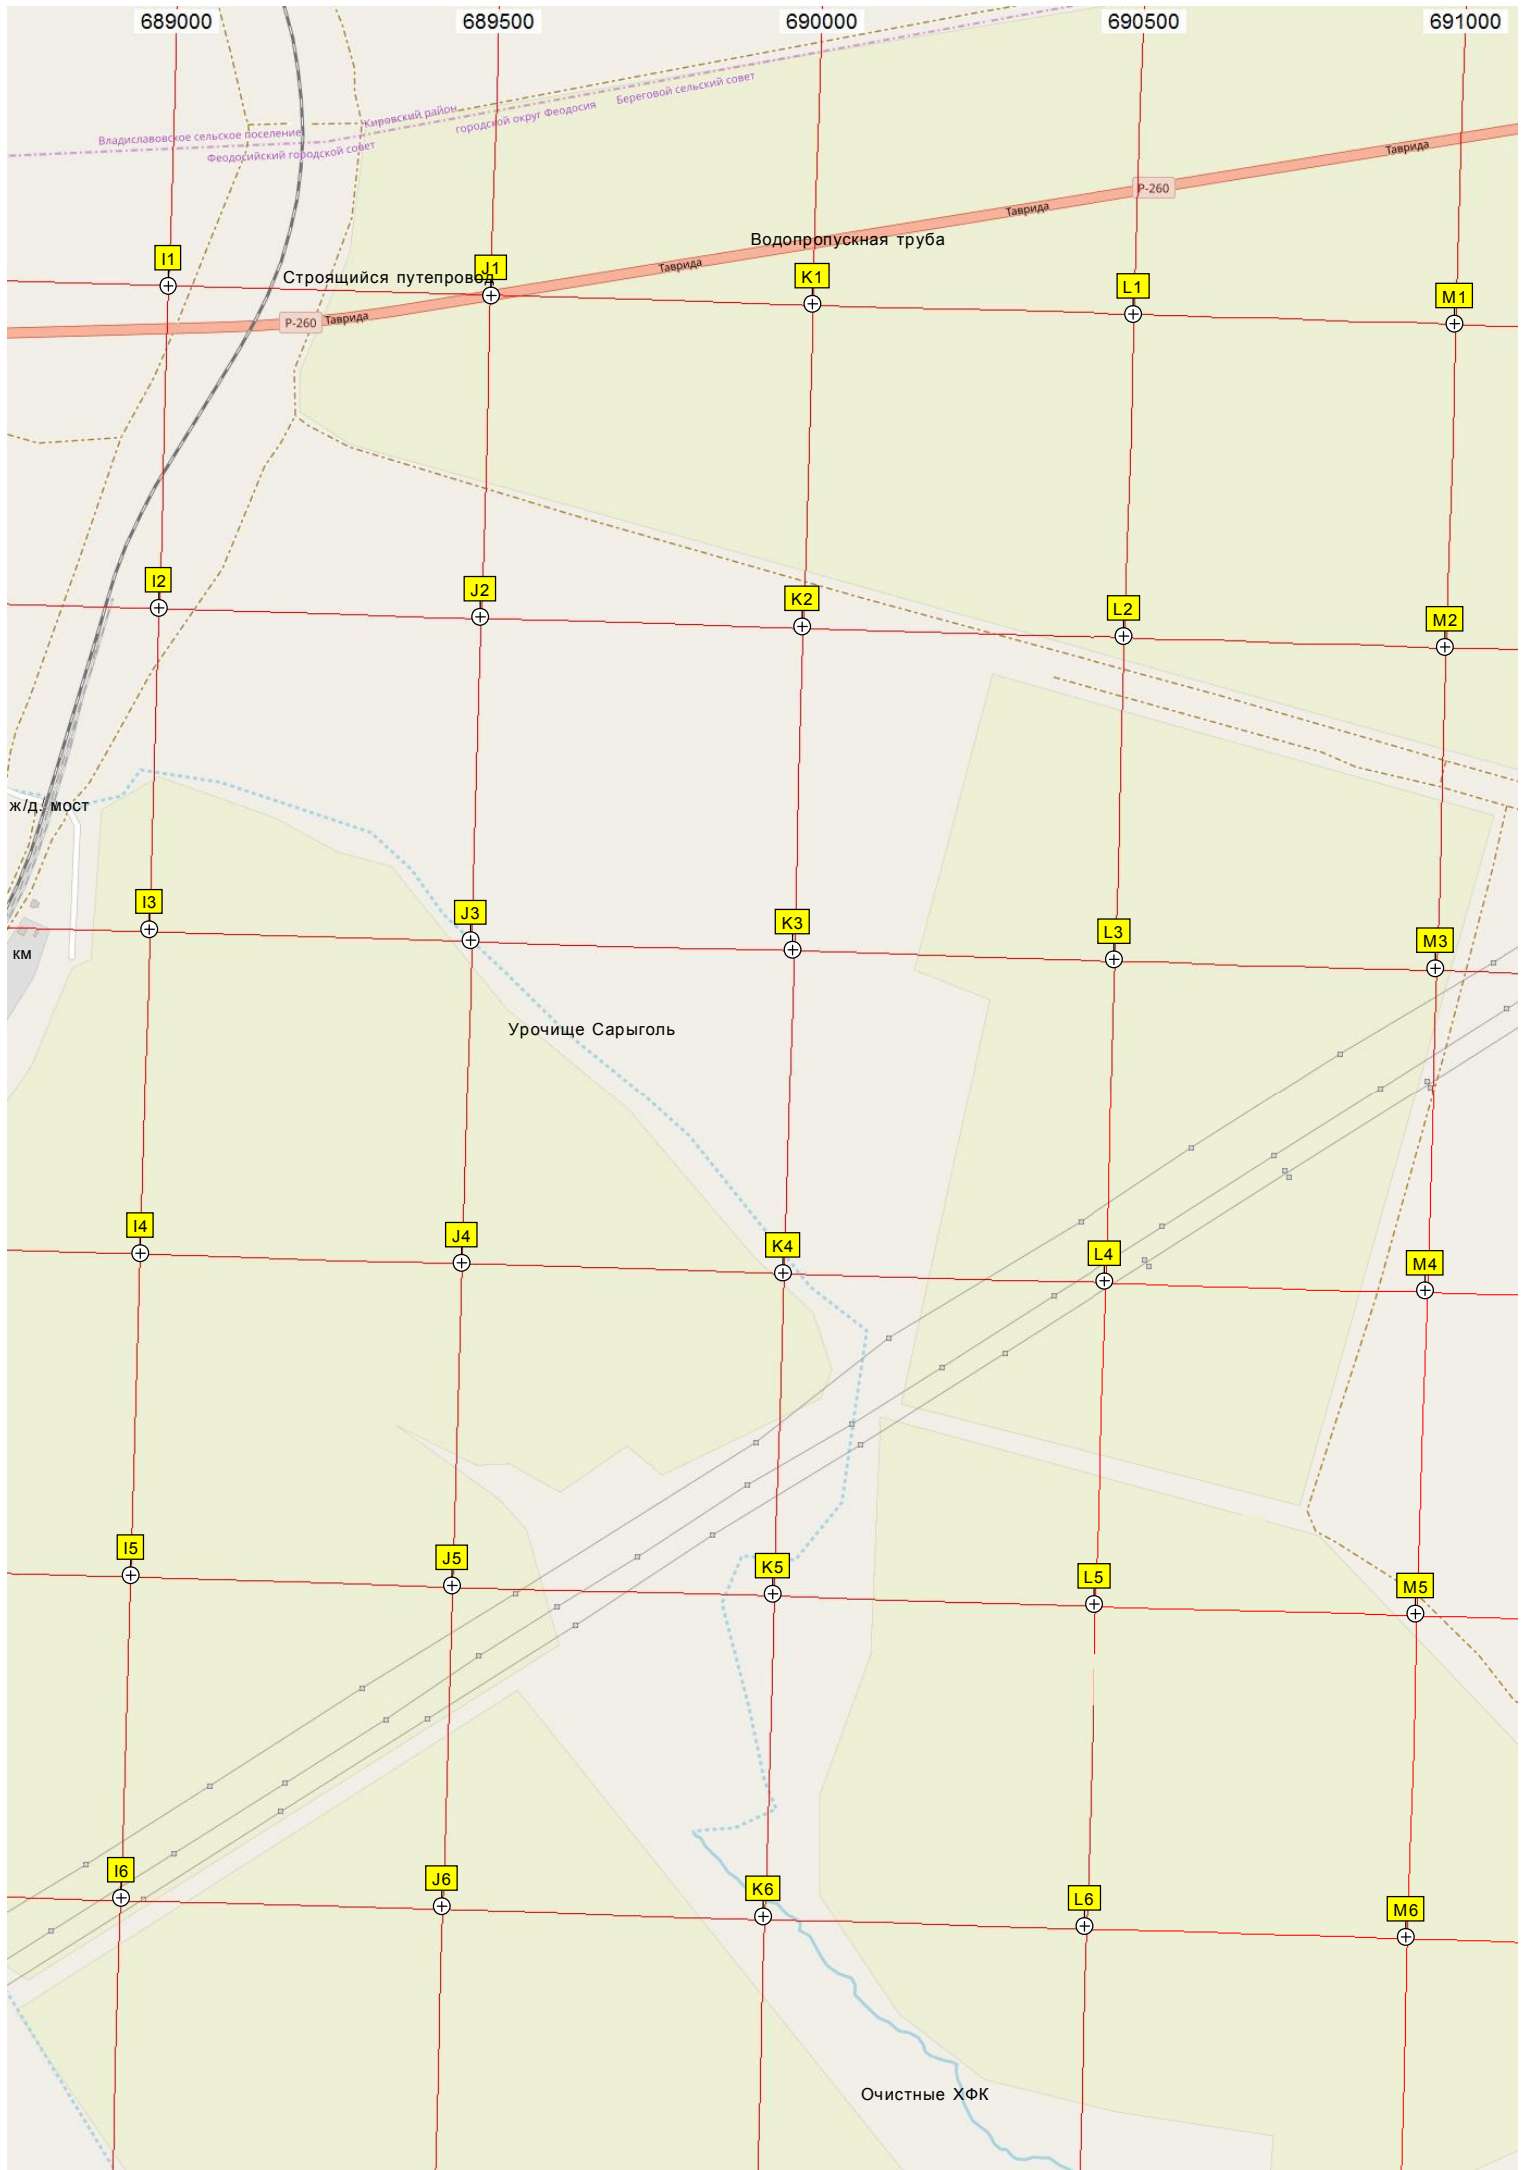 689000 689500 690000 690500 691000
Береговой сельский совет
Кировский район
городской округ Феодосия
Владиславовское сельское поселение
Феодосийский городской совет
Таврида
Р-260
Таврида
Водопропускная труба
I1
Строящийся путепровод
J1
Таврида
K1
L1
M1
Р-260
Таврида
I2
J2
K2
L2
M2
ж/д. мост
I3
J3
K3
L3
M3
км
Урочище Сарыголь
I4
J4
K4
L4
M4
I5
J5
K5
L5
M5
I6
J6
K6
L6
M6
Очистные ХФК